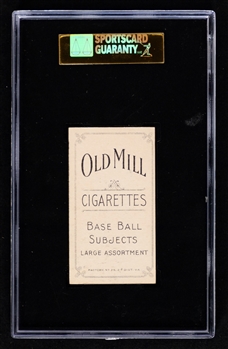 SPORTSCARD
GUARANTY
OLD MILL
CIGARETTES
BASE BALL
SUBJECTS
LARGE ASSORTMENT